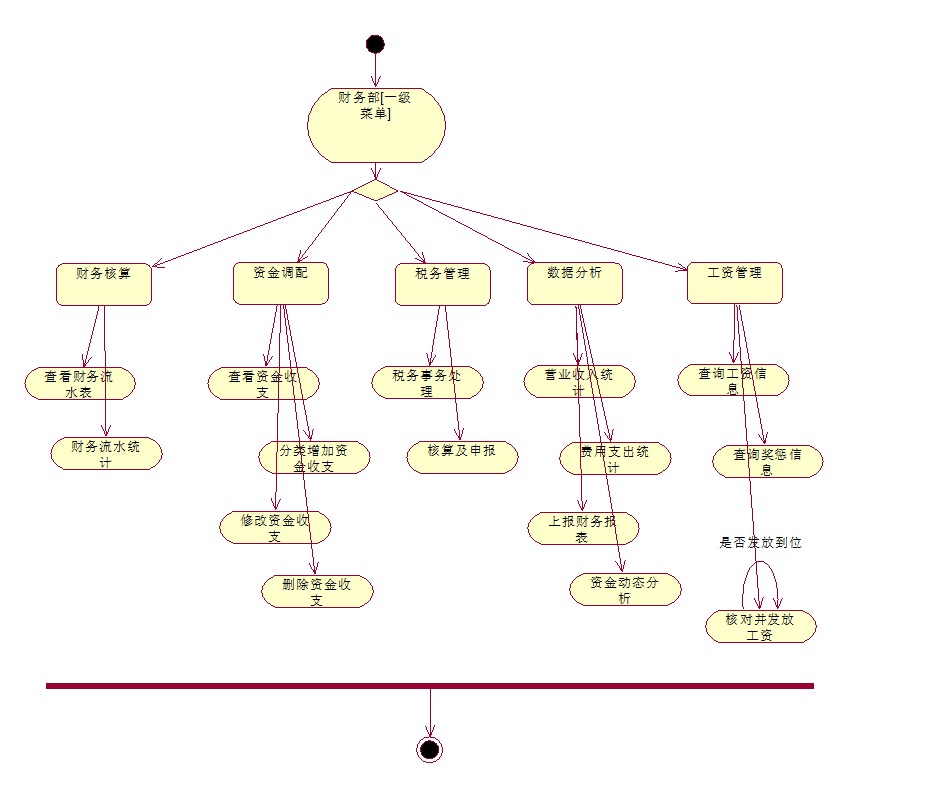 财务部[一级
菜单]
财务核算
资金调配
税务管理
数据分析
工资管理
查看财务流
水表
查看资金收
支
税务事务处
理
营业收入统
计
查询工资信
息
财务流水统
计
分类增加资
金收支
核算及申报
费用支出统
计
查询奖惩信
息
修改资金收
支
上报财务报
表
是否发放到位
删除资金收
支
资金动态分
析
核对并发放
工资